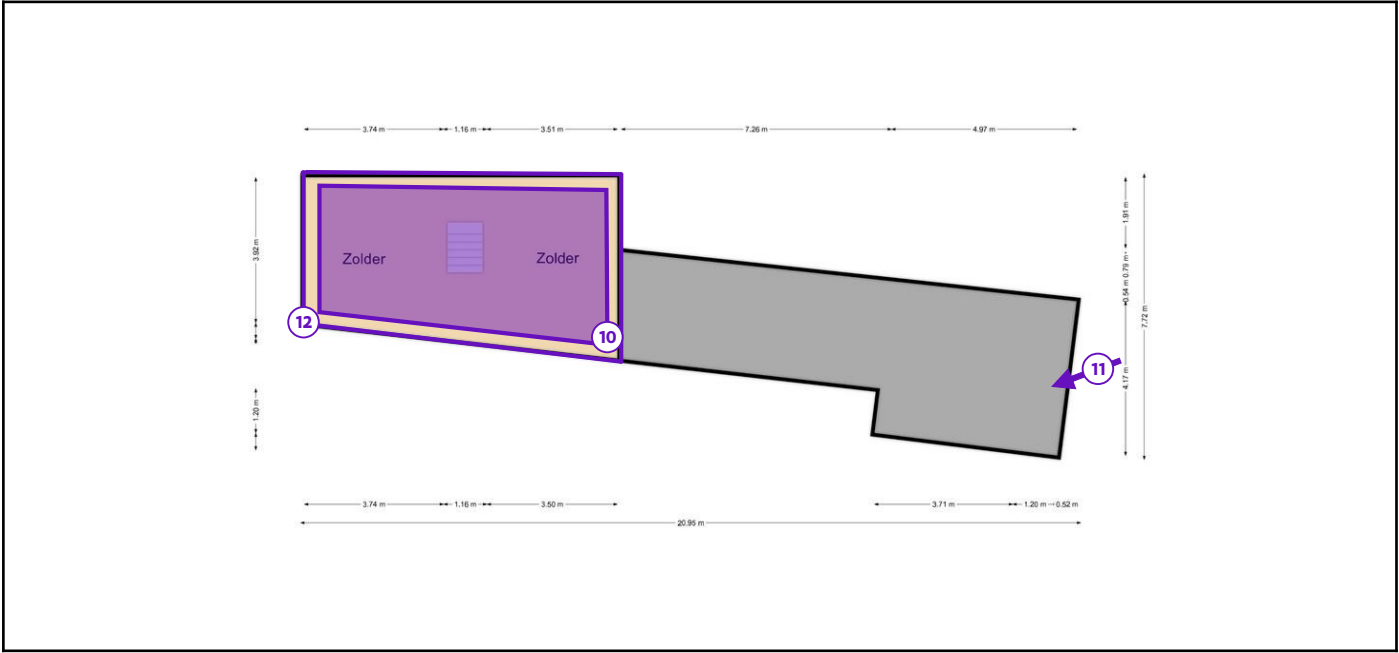 3.74 m 1.16 m 3.51 m 7.26 m 4.97 m
3.92 m
1.20 m
Zolder Zolder
12
10
11
1.91 m
0.79 m
0.54 m
4.17 m
7.72 m
3.74 m 1.16 m 3.50 m 3.71 m 1.20 m 0.52 m
20.95 m